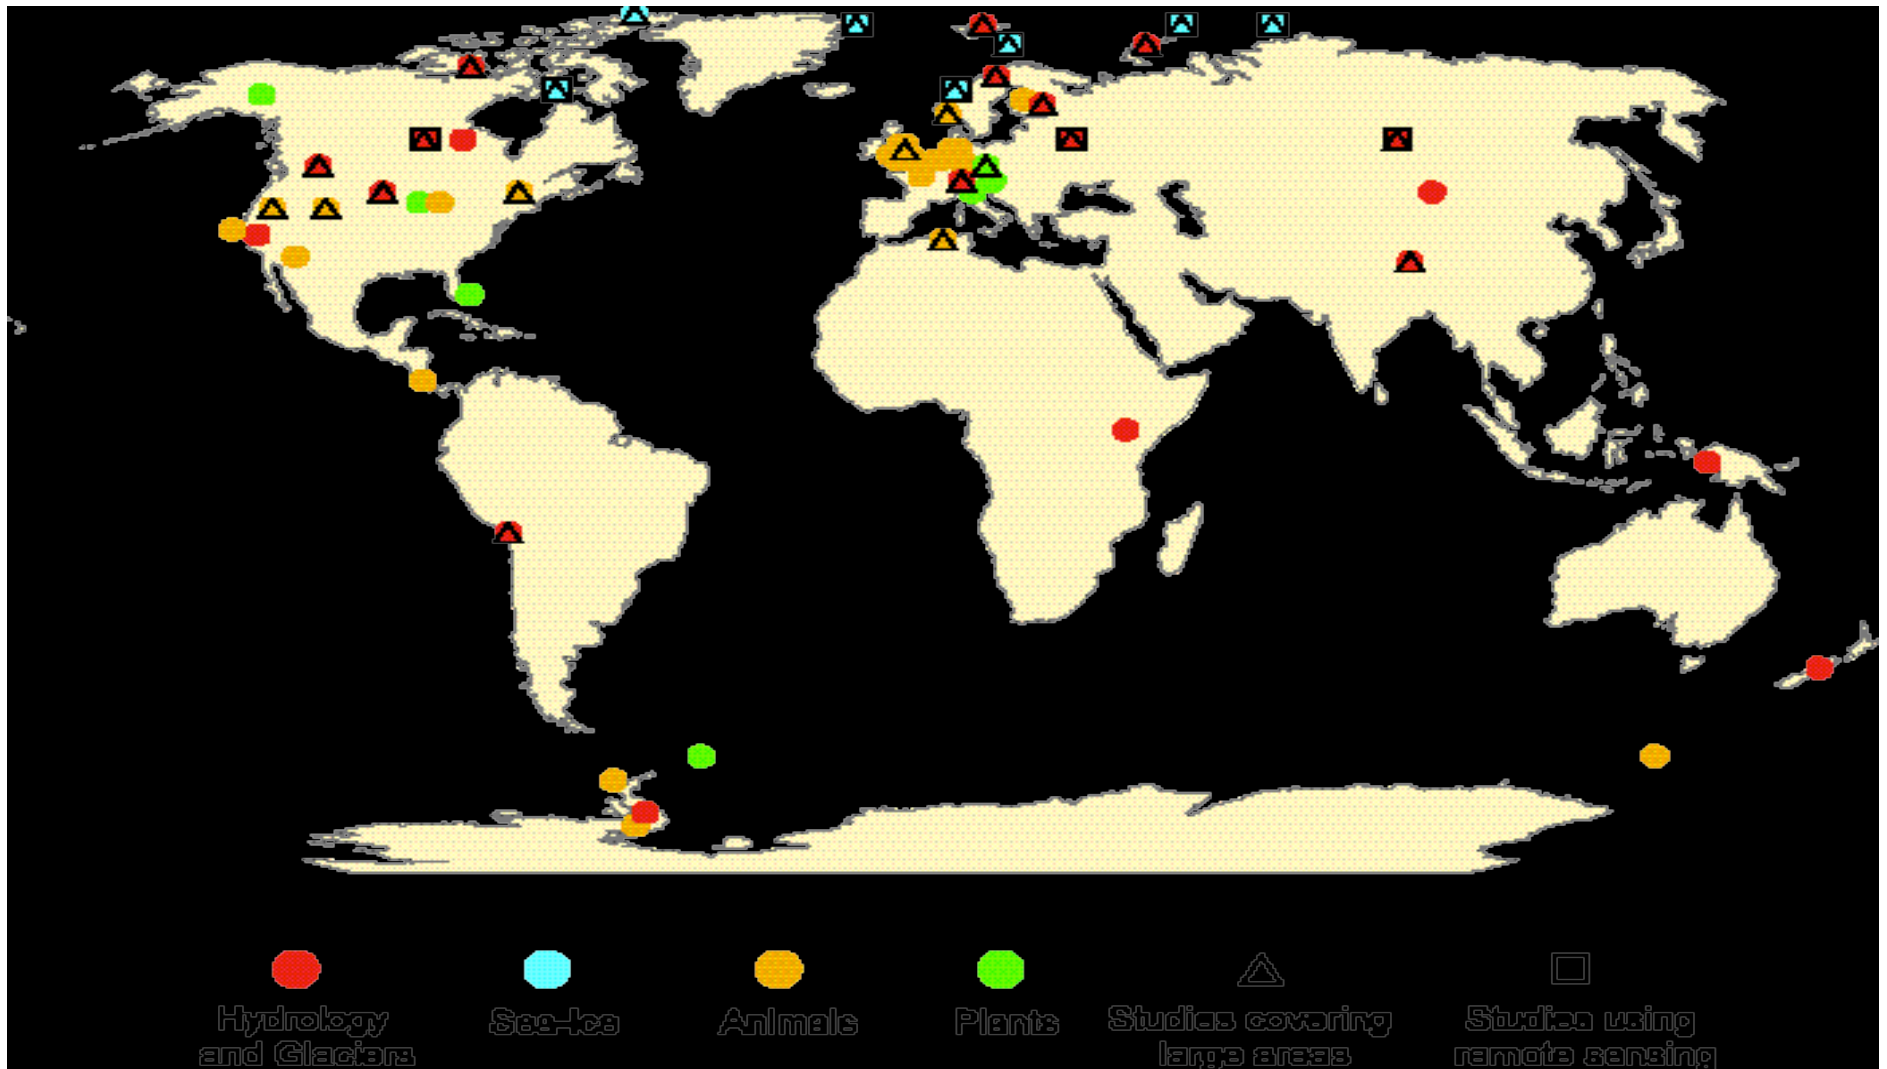 Hydrology
and Glaciers
Sea-ice
Animals
Plants
Studies covering
large areas
Studies using
remote sensing